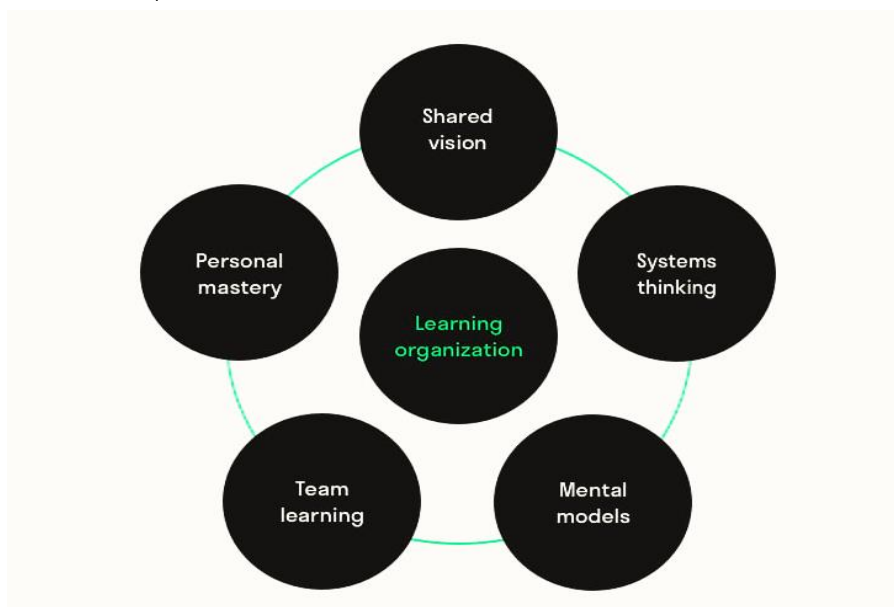 Shared
vision
Personal
mastery
Systems
thinking
Learning
organization
Team
learning
Mental
models